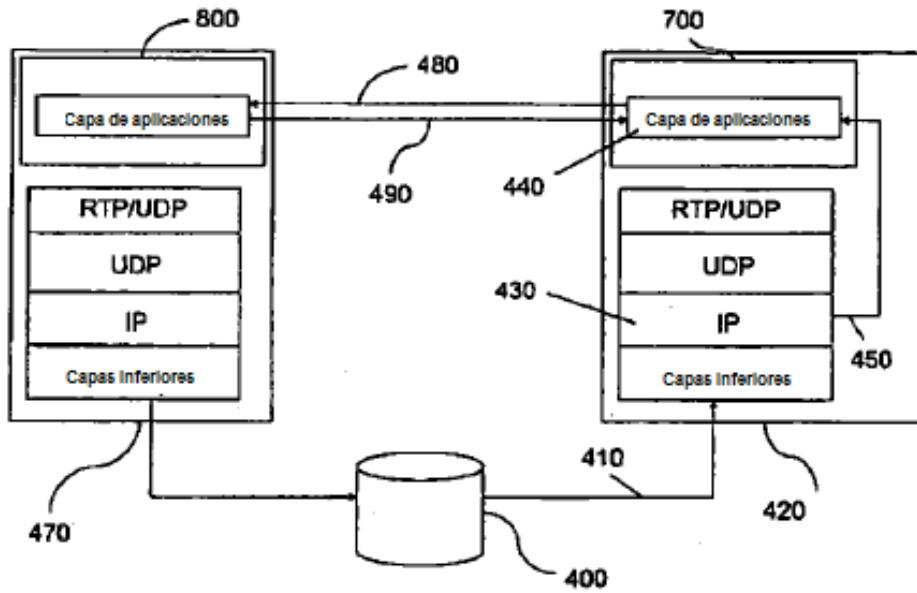 800
700
480
Capa de aplicaciones
Capa de aplicaciones
490
440
RTP/UDP
RTP/UDP
UDP
UDP
430
IP
IP
450
Capas Inferiores
Capas Inferiores
410
470
420
400